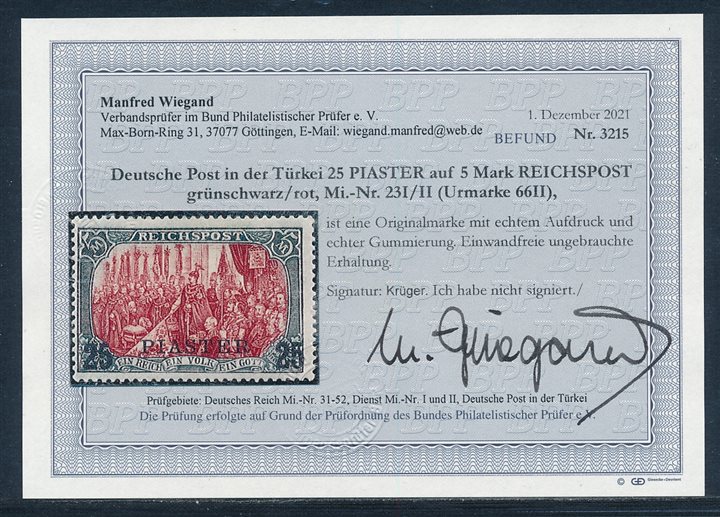 Manfred Wiegand
Verbandsprüfer im Bund Philatelistischer Prüfer e. V.
Max-Born-Ring 31, 37077 Göttingen, E-Mail: wiegand.manfred@web.de
1. Dezember 2021
BEFUND Nr. 3215
Deutsche Post in der Türkei 25 PIASTER auf 5 Mark REICHSPOST
grünschwarz/rot, Mi.-Nr. 23I/II (Urmarke 66II),
REICHSPOST
25 PIASTER 25
EIN REICH EIN VOLK EIN GOTT
ist eine Originalmarke mit echtem Aufdruck und
echter Gummierung. Einwandfreie ungebrauchte
Erhaltung.
Signatur: Krüger. Ich habe nicht signiert./
Prüfgebiete: Deutsches Reich Mi.-Nr. 31-52, Dienst Mi.-Nr. I und II, Deutsche Post in der Türkei
Die Prüfung erfolgte auf Grund der Prüfordnung des Bundes Philatelistischer Prüfer e.V.
© Giesecke+Devrient